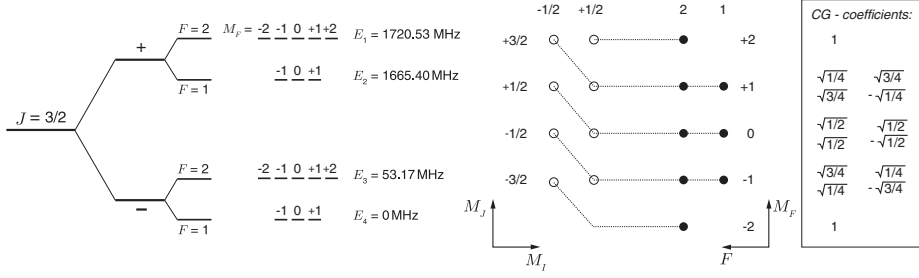 J = 3/2
+
−
F = 2
F = 1
F = 2
F = 1
M_F = -2 -1 0 +1 +2 E₁ = 1720.53 MHz
-1 0 +1 E₂ = 1665.40 MHz
-2 -1 0 +1 +2 E₃ = 53.17 MHz
-1 0 +1 E₄ = 0 MHz
-1/2 +1/2 2 1
+3/2 +2
+1/2 +1
-1/2 0
-3/2 -1
-2
M_J
M_I
F
M_F
CG - coefficients:
1
√1/4 √3/4
√3/4 -√1/4
√1/2 √1/2
√1/2 -√1/2
√3/4 √1/4
√1/4 -√3/4
1